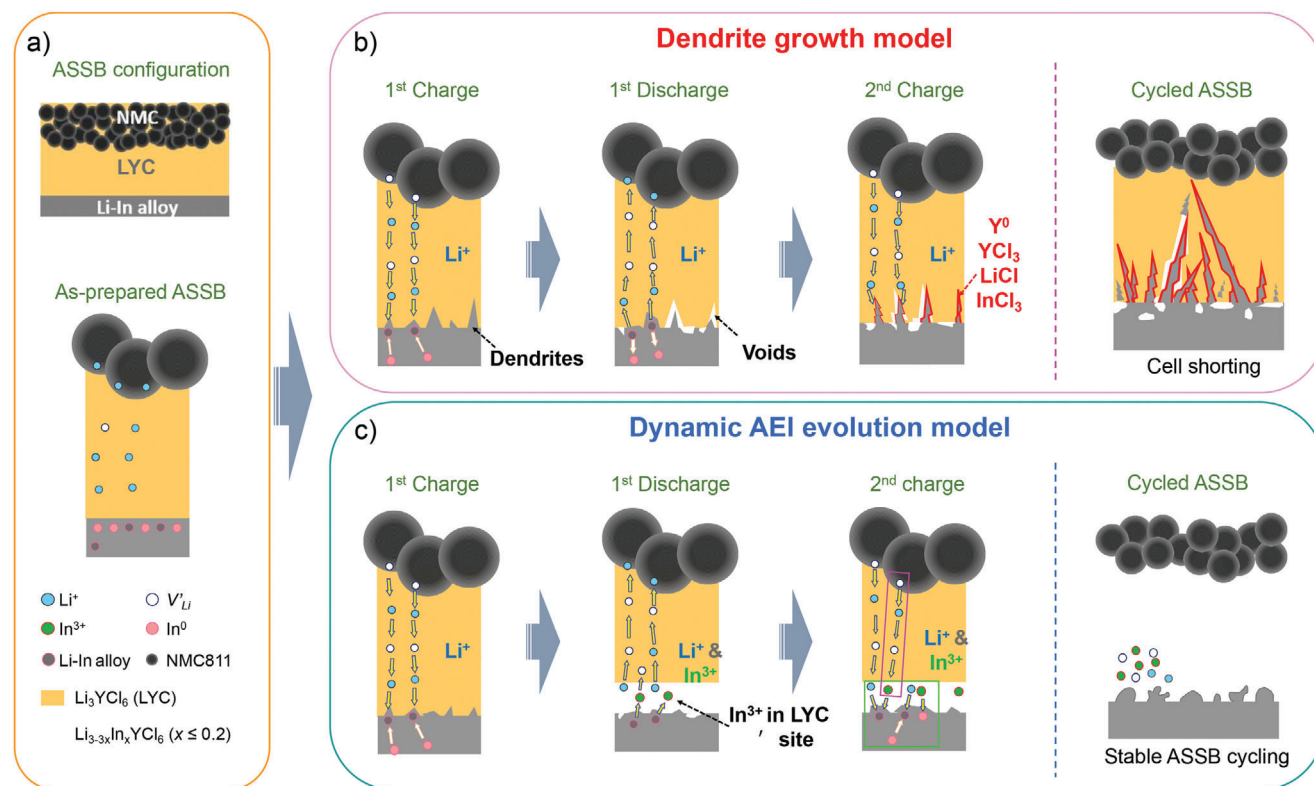 a)
ASSB configuration
NMC
LYC
Li-In alloy
As-prepared ASSB
Li⁺
V'Li
In³⁺
In⁰
Li-In alloy
NMC811
Li₃YCl₆ (LYC)
Li₃₋₃ₓInₓYCl₆ (x ≤ 0.2)
b)
Dendrite growth model
1st Charge
1st Discharge
2nd Charge
Cycled ASSB
Li⁺
Li⁺
Li⁺
Y⁰
YCl₃
LiCl
InCl₃
Dendrites
Voids
Cell shorting
c)
Dynamic AEI evolution model
1st Charge
1st Discharge
2nd charge
Cycled ASSB
Li⁺
Li⁺ &
In³⁺
Li⁺ &
In³⁺
In³⁺ in LYC
′ site
Stable ASSB cycling